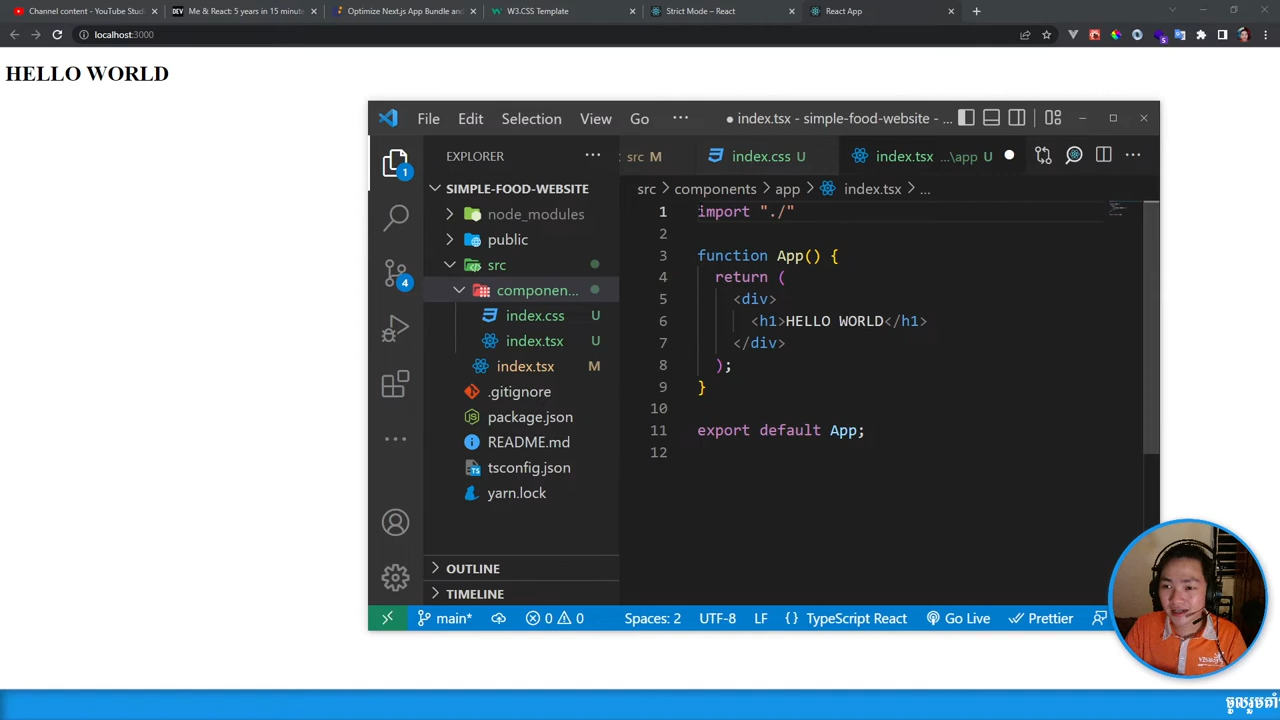 Channel content - YouTube Stud
Me & React: 5 years in 15 minute
Optimize Next.js App Bundle and
W3.CSS Template
Strict Mode – React
React App
localhost:3000
HELLO WORLD
File Edit Selection View Go ··· ● index.tsx - simple-food-website - ...
EXPLORER
src M
index.css U
index.tsx ...\app U
src > components > app > index.tsx > ...
SIMPLE-FOOD-WEBSITE
node_modules
public
src
componen...
index.css U
index.tsx U
index.tsx M
.gitignore
package.json
README.md
tsconfig.json
yarn.lock
OUTLINE
TIMELINE
1
4
1 import "./"
2
3 function App() {
4 return (
5 <div>
6 <h1>HELLO WORLD</h1>
7 </div>
8 );
9 }
10
11 export default App;
12
main* 0 0 Spaces: 2 UTF-8 LF {} TypeScript React Go Live Prettier